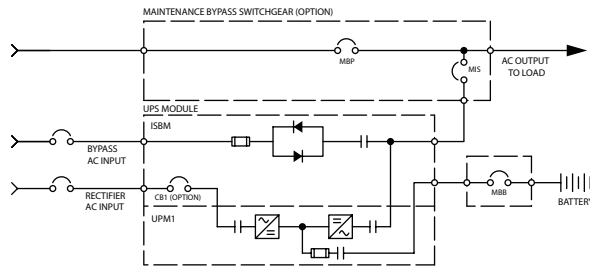 MAINTENANCE BYPASS SWITCHGEAR (OPTION)
MBP
MIS
AC OUTPUT
TO LOAD
UPS MODULE
ISBM
BYPASS
AC INPUT
RECTIFIER
AC INPUT
CB1 (OPTION)
MBB
BATTERY
UPM1